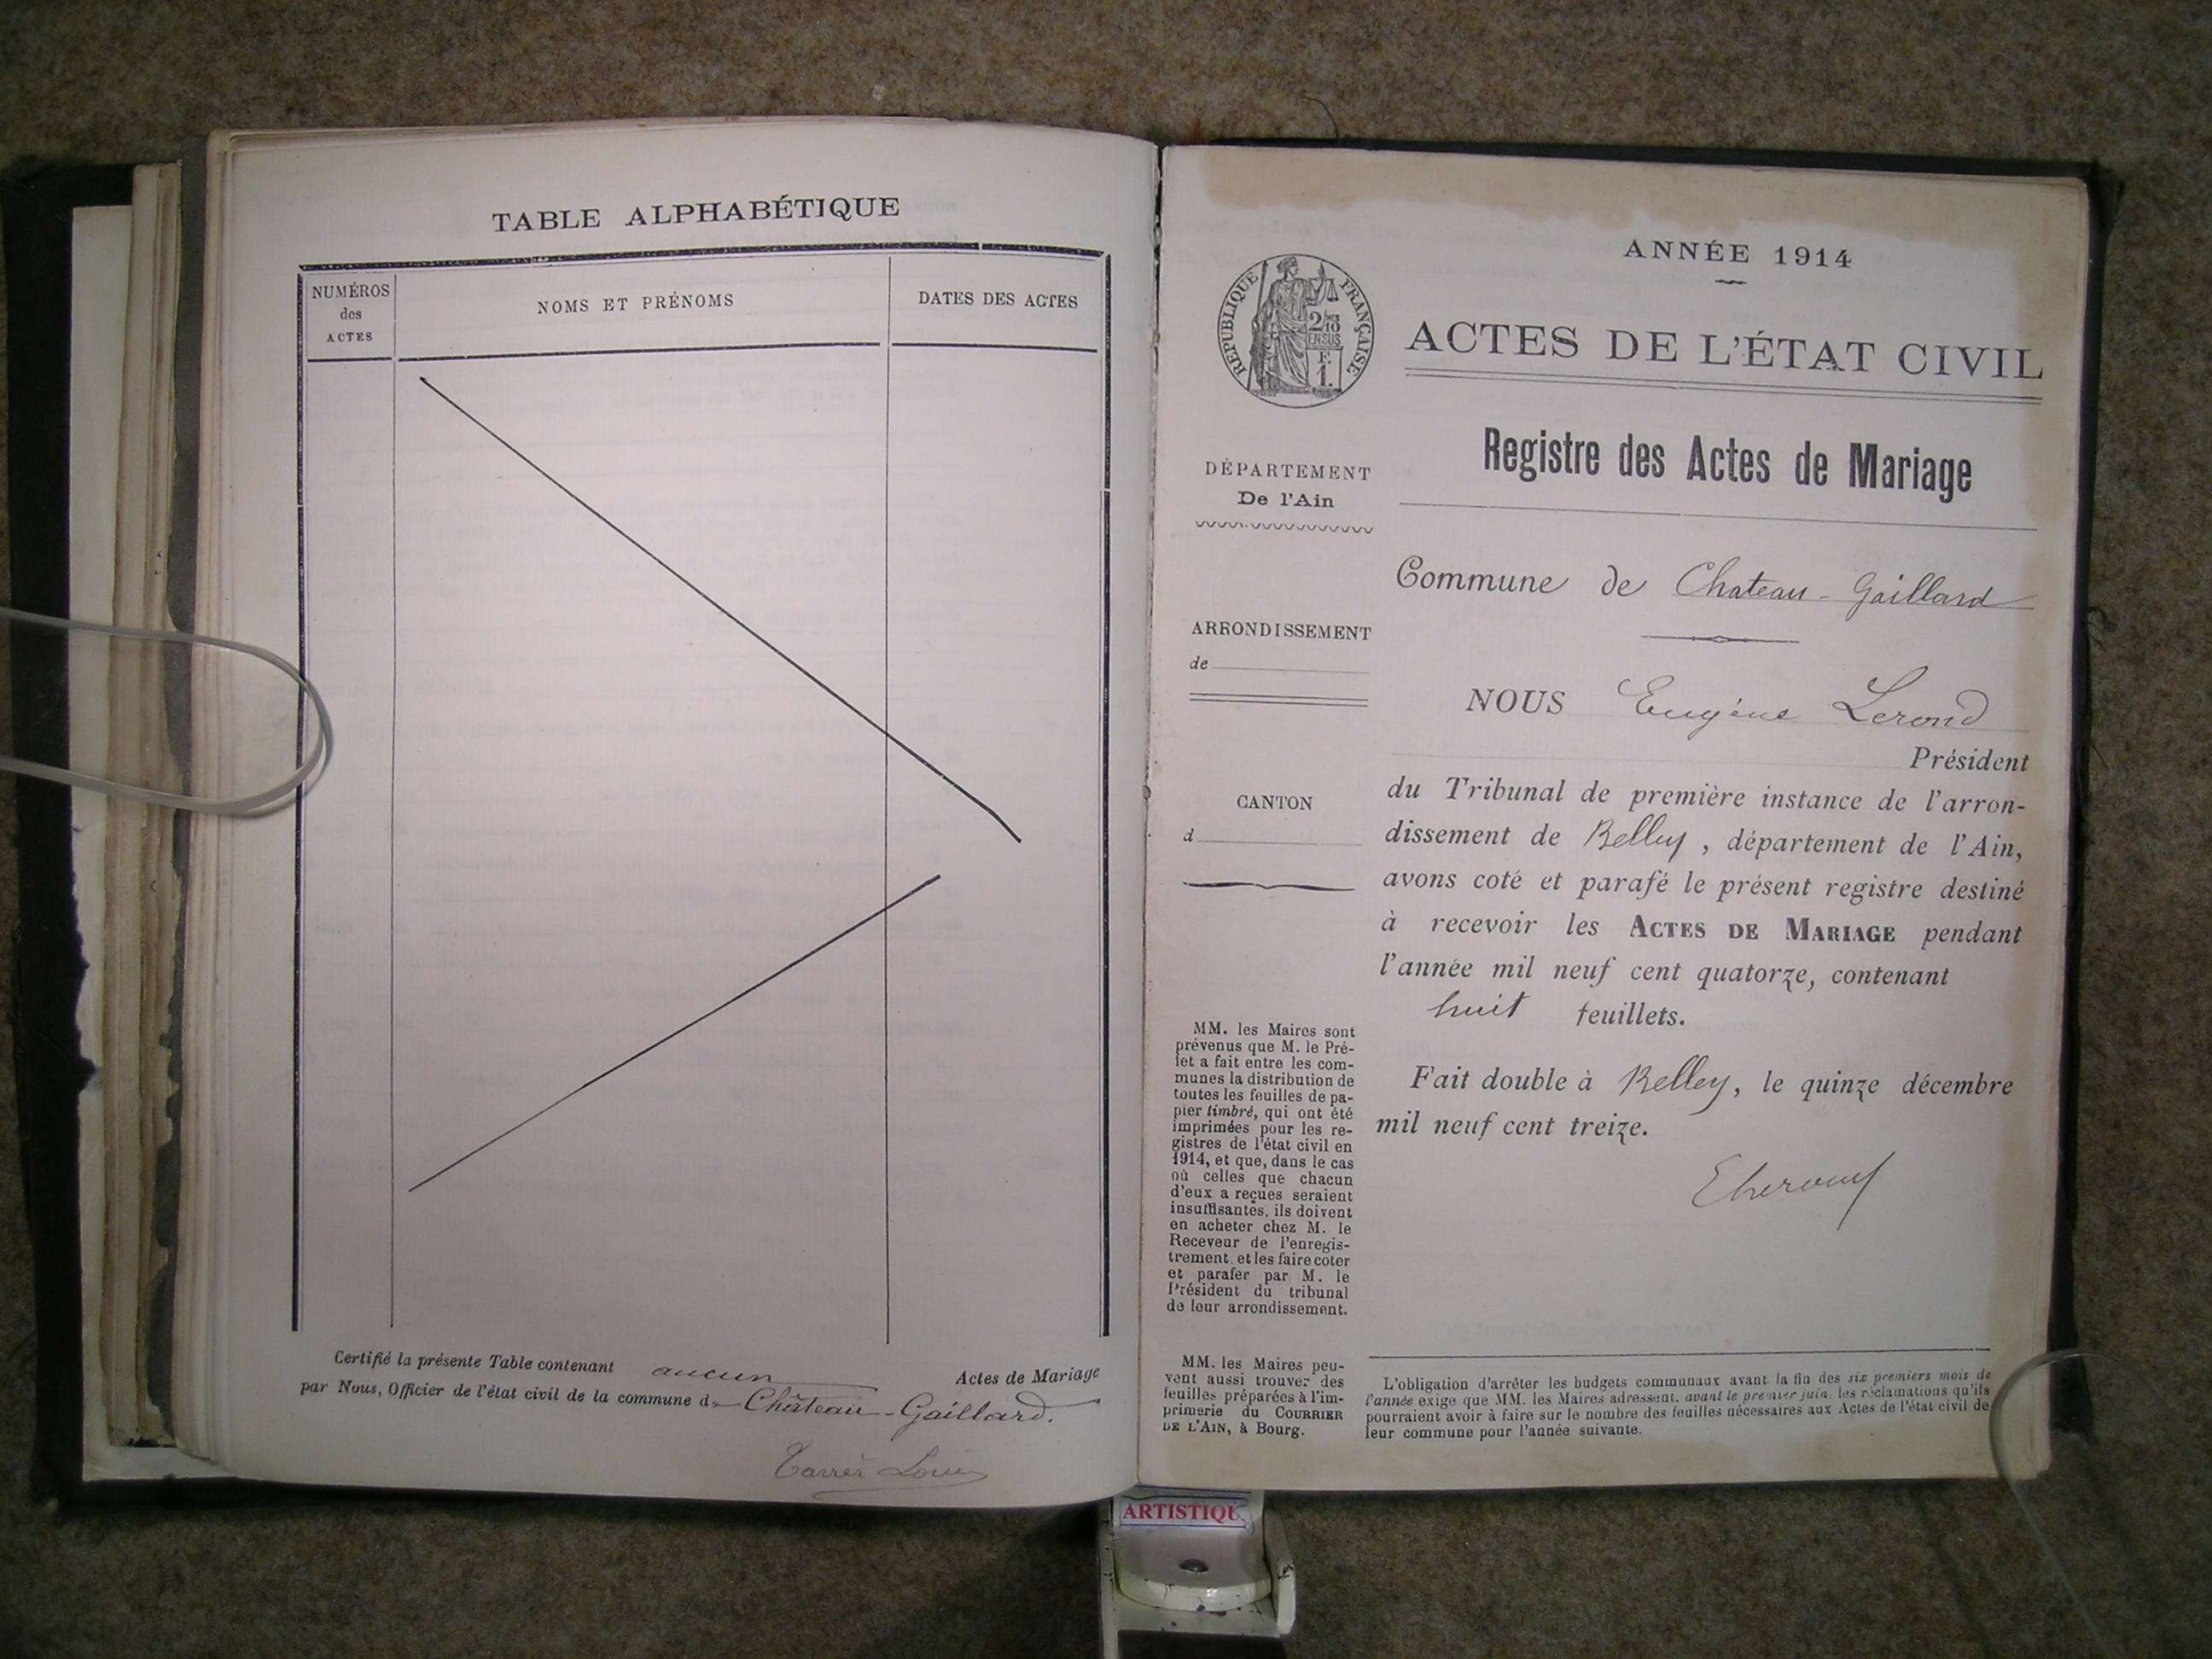 TABLE ALPHABÉTIQUE
NUMÉROS
des
ACTES
NOMS ET PRÉNOMS
DATES DES ACTES
Certifié la présente Table contenant aucun Actes de Mariage
par Nous, Officier de l'état civil de la commune de Château-Gaillard.
Louis
ANNÉE 1914
RÉPUBLIQUE FRANÇAISE
2/10
EN SUS
F.
1.
ACTES DE L'ÉTAT CIVIL
Registre des Actes de Mariage
DÉPARTEMENT
De l'Ain
Commune de Chateau-Gaillard
ARRONDISSEMENT
de
CANTON
d
NOUS Eugène Lerond
Président
du Tribunal de première instance de l'arron-
dissement de Belley, département de l'Ain,
avons coté et parafé le présent registre destiné
à recevoir les ACTES DE MARIAGE pendant
l'année mil neuf cent quatorze, contenant
huit feuillets.
Fait double à Belley, le quinze décembre
mil neuf cent treize.
MM. les Maires sont
prévenus que M. le Pré-
fet a fait entre les com-
munes la distribution de
toutes les feuilles de pa-
pier timbré, qui ont été
imprimées pour les re-
gistres de l'état civil en
1914, et que, dans le cas
où celles que chacun
d'eux a reçues seraient
insuffisantes, ils doivent
en acheter chez M. le
Receveur de l'enregis-
trement, et les faire coter
et parafer par M. le
Président du tribunal
de leur arrondissement.
MM. les Maires peu-
vent aussi trouver des
feuilles préparées à l'im-
primerie du COURRIER
DE L'AIN, à Bourg.
L'obligation d'arrêter les budgets communaux avant la fin des six premiers mois de
l'année exige que MM. les Maires adressent, avant le premier juin, les réclamations qu'ils
pourraient avoir à faire sur le nombre des feuilles nécessaires aux Actes de l'état civil de
leur commune pour l'année suivante.
ARTISTIQU